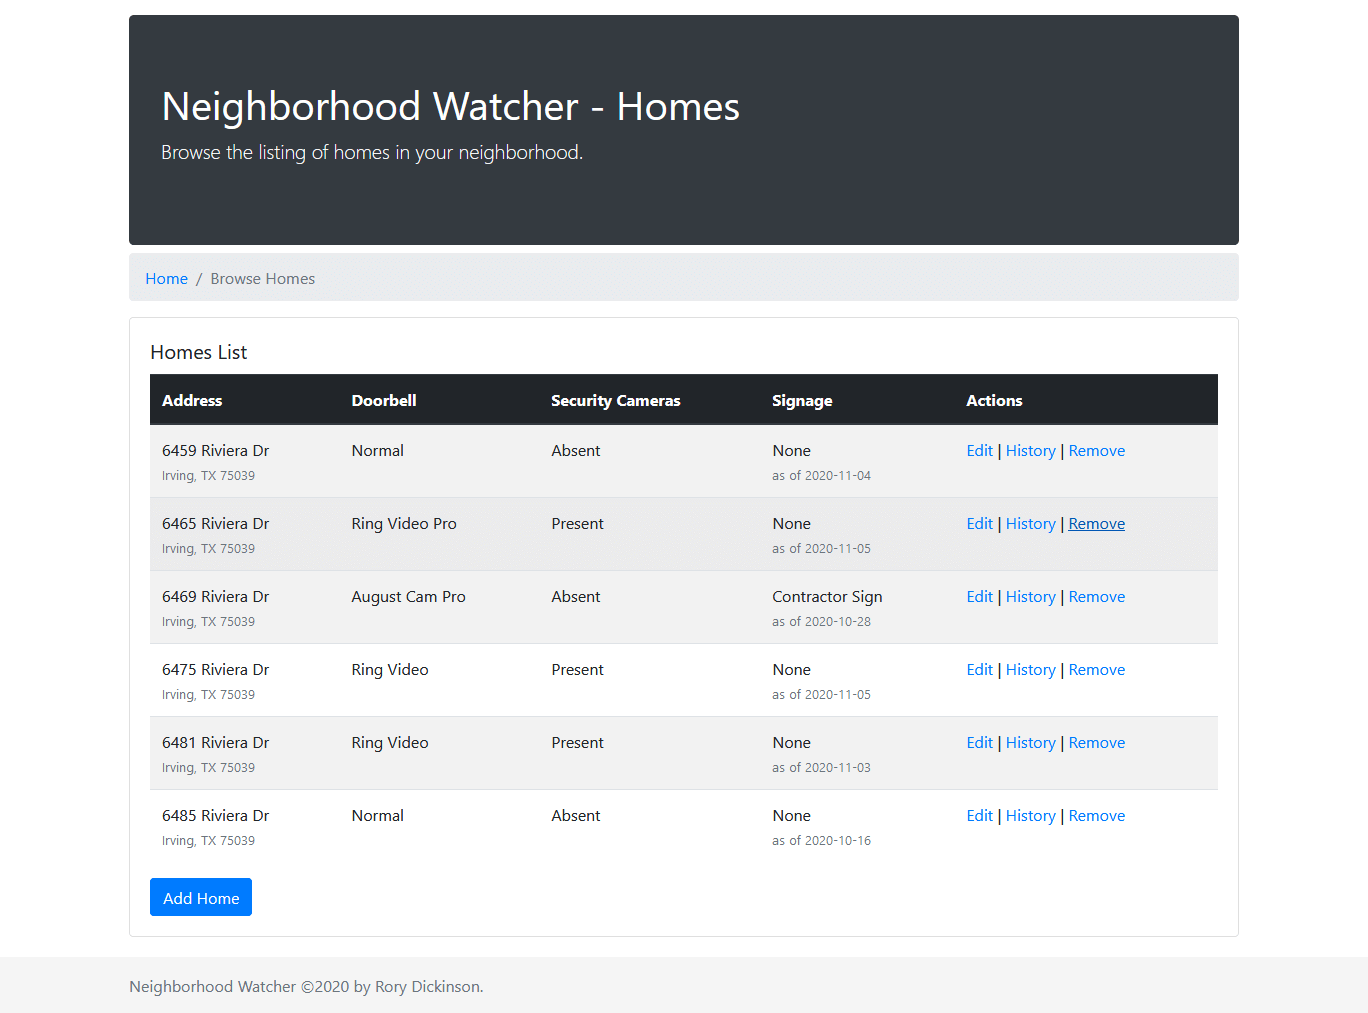 Neighborhood Watcher - Homes
Browse the listing of homes in your neighborhood.
Home / Browse Homes
Homes List
Address Doorbell Security Cameras Signage Actions
6459 Riviera Dr Normal Absent None Edit | History | Remove
Irving, TX 75039 as of 2020-11-04
6465 Riviera Dr Ring Video Pro Present None Edit | History | Remove
Irving, TX 75039 as of 2020-11-05
6469 Riviera Dr August Cam Pro Absent Contractor Sign Edit | History | Remove
Irving, TX 75039 as of 2020-10-28
6475 Riviera Dr Ring Video Present None Edit | History | Remove
Irving, TX 75039 as of 2020-11-05
6481 Riviera Dr Ring Video Present None Edit | History | Remove
Irving, TX 75039 as of 2020-11-03
6485 Riviera Dr Normal Absent None Edit | History | Remove
Irving, TX 75039 as of 2020-10-16
Add Home
Neighborhood Watcher ©2020 by Rory Dickinson.